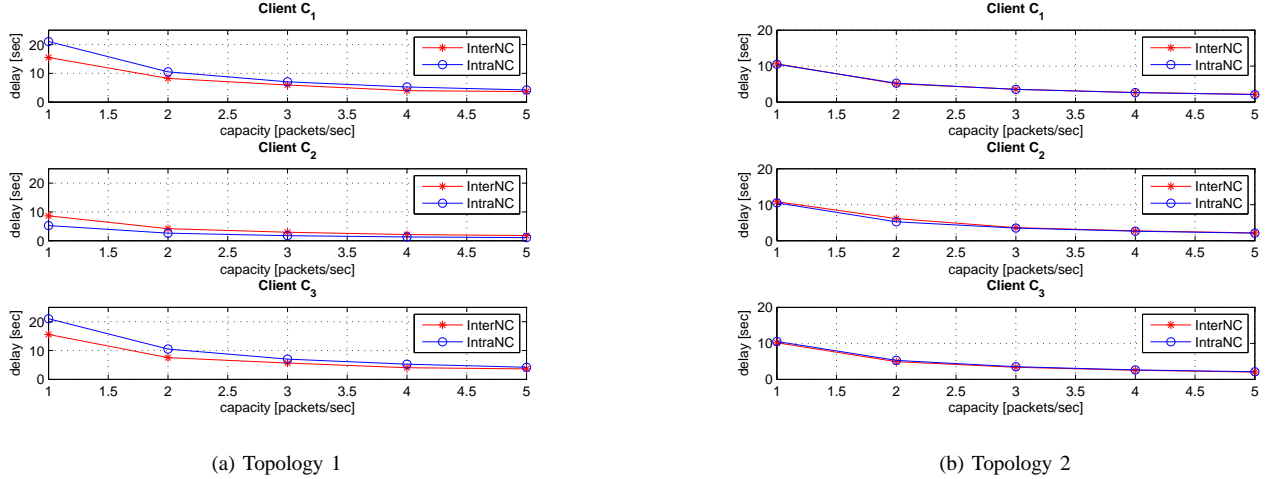 Client C1
delay [sec]
20
10
0
InterNC
IntraNC
1 1.5 2 2.5 3 3.5 4 4.5 5
capacity [packets/sec]
Client C2
delay [sec]
20
10
0
InterNC
IntraNC
1 1.5 2 2.5 3 3.5 4 4.5 5
capacity [packets/sec]
Client C3
delay [sec]
20
10
0
InterNC
IntraNC
1 1.5 2 2.5 3 3.5 4 4.5 5
capacity [packets/sec]
(a) Topology 1
Client C1
delay [sec]
20
10
0
InterNC
IntraNC
1 1.5 2 2.5 3 3.5 4 4.5 5
capacity [packets/sec]
Client C2
delay [sec]
20
10
0
InterNC
IntraNC
1 1.5 2 2.5 3 3.5 4 4.5 5
capacity [packets/sec]
Client C3
delay [sec]
20
10
0
InterNC
IntraNC
1 1.5 2 2.5 3 3.5 4 4.5 5
capacity [packets/sec]
(b) Topology 2